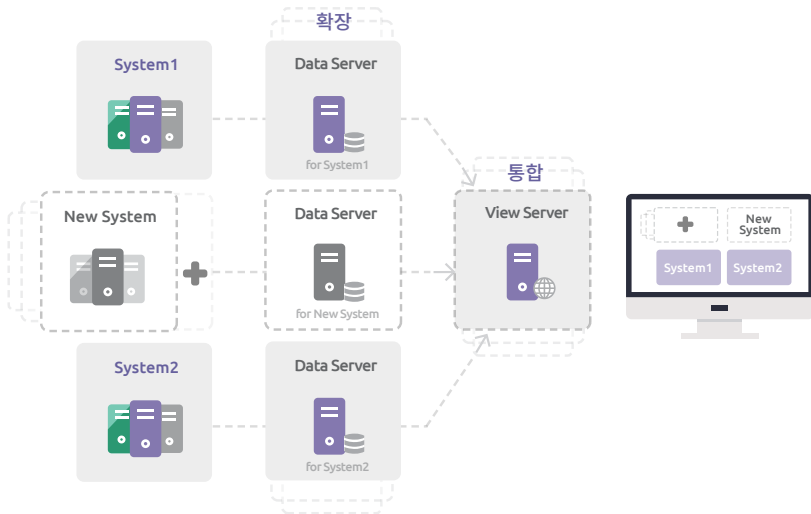 확장
System1
Data Server
for System1
New System
Data Server
for New System
통합
View Server
New
System
System1
System2
System2
Data Server
for System2